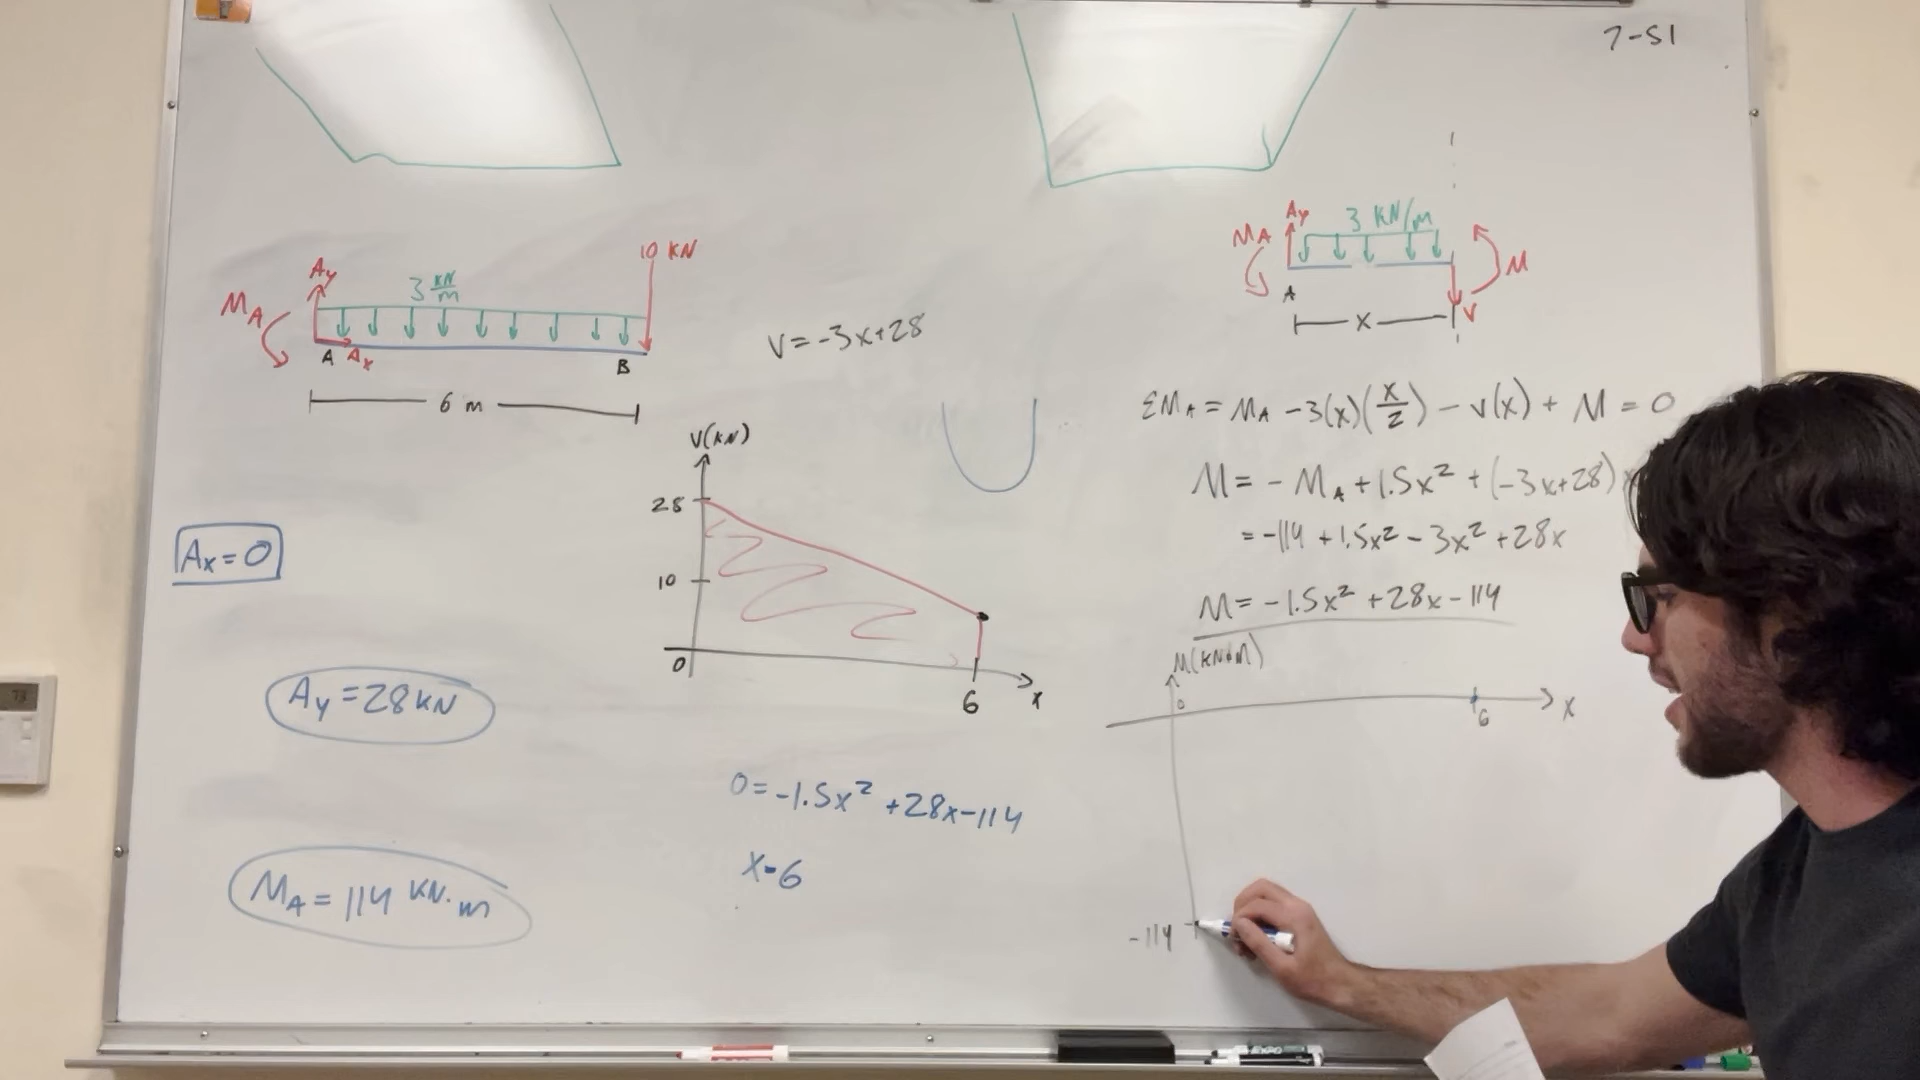 7-51
10 KN
Ay
3 KN/m
MA
A Ax
B
6 m
V=-3x+28
Ay
3 KN/m
MA
M
A
V
x
ΣMA = MA -3(x)(x/2) - v(x) + M = 0
M = - MA + 1.5x² + (-3x+28)x
= -114 + 1.5x² - 3x² + 28x
M = -1.5x² + 28x - 114
V(KN)
28
10
0
6
x
Ax = 0
Ay = 28KN
MA = 114 KN·m
0=-1.5x² +28x-114
x=6
M(KN·M)
0
6
x
-114